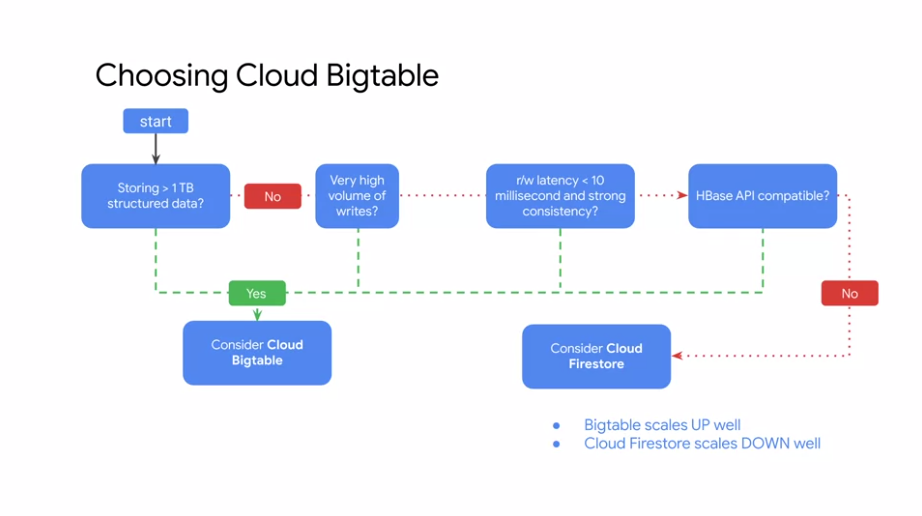 Choosing Cloud Bigtable
start
Storing > 1 TB
structured data?
No
Very high
volume of
writes?
r/w latency < 10
millisecond and strong
consistency?
HBase API compatible?
Yes
No
Consider Cloud
Bigtable
Consider Cloud
Firestore
● Bigtable scales UP well
● Cloud Firestore scales DOWN well